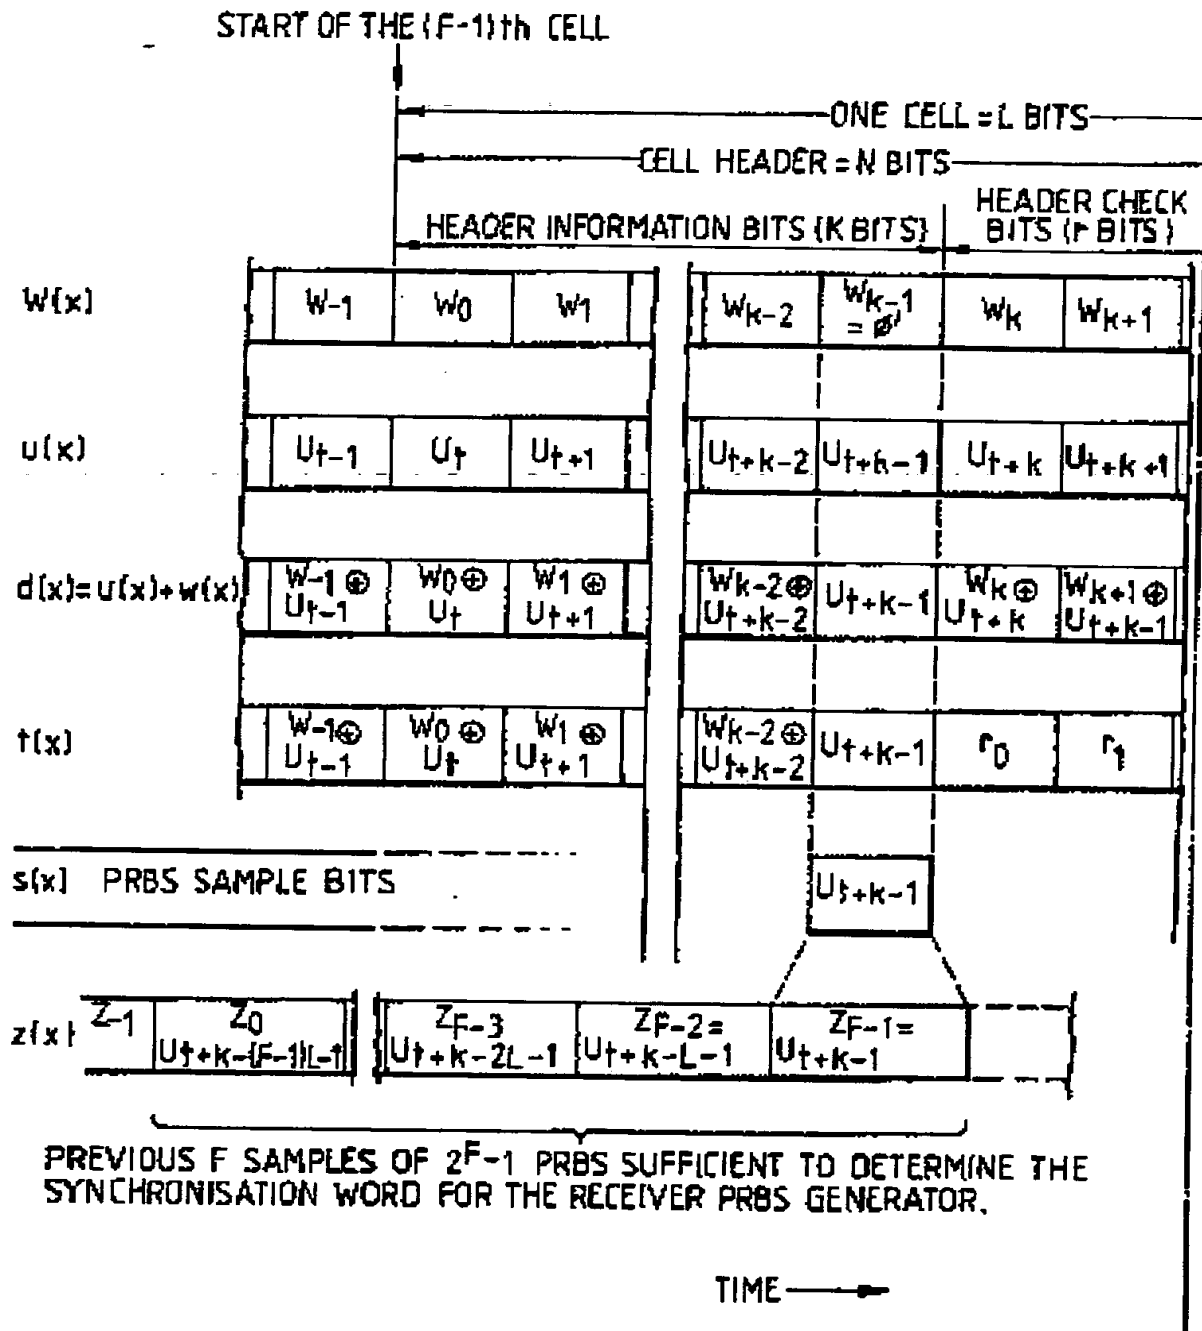 START OF THE (F-1)th CELL
ONE CELL = L BITS
CELL HEADER = N BITS
HEADER INFORMATION BITS (K BITS)
HEADER CHECK
BITS (r BITS)
W(x) W-1 W0 W1 Wk-2 Wk-1 = ø Wk Wk+1
u(x) Ut-1 Ut Ut+1 Ut+k-2 Ut+k-1 Ut+k Ut+k+1
d(x)=u(x)+w(x) W-1 ⊕ Ut-1 W0 ⊕ Ut W1 ⊕ Ut+1 Wk-2 ⊕ Ut+k-2 Ut+k-1 Wk ⊕ Ut+k Wk+1 ⊕ Ut+k-1
t(x) W-1 ⊕ Ut-1 W0 ⊕ Ut W1 ⊕ Ut+1 Wk-2 ⊕ Ut+k-2 Ut+k-1 r0 r1
s(x) PRBS SAMPLE BITS Ut+k-1
z(x) Z-1 Z0 Ut+k-(F-1)L-1 ZF-3 Ut+k-2L-1 ZF-2= Ut+k-L-1 ZF-1= Ut+k-1
PREVIOUS F SAMPLES OF 2^F-1 PRBS SUFFICIENT TO DETERMINE THE
SYNCHRONISATION WORD FOR THE RECEIVER PRBS GENERATOR.
TIME